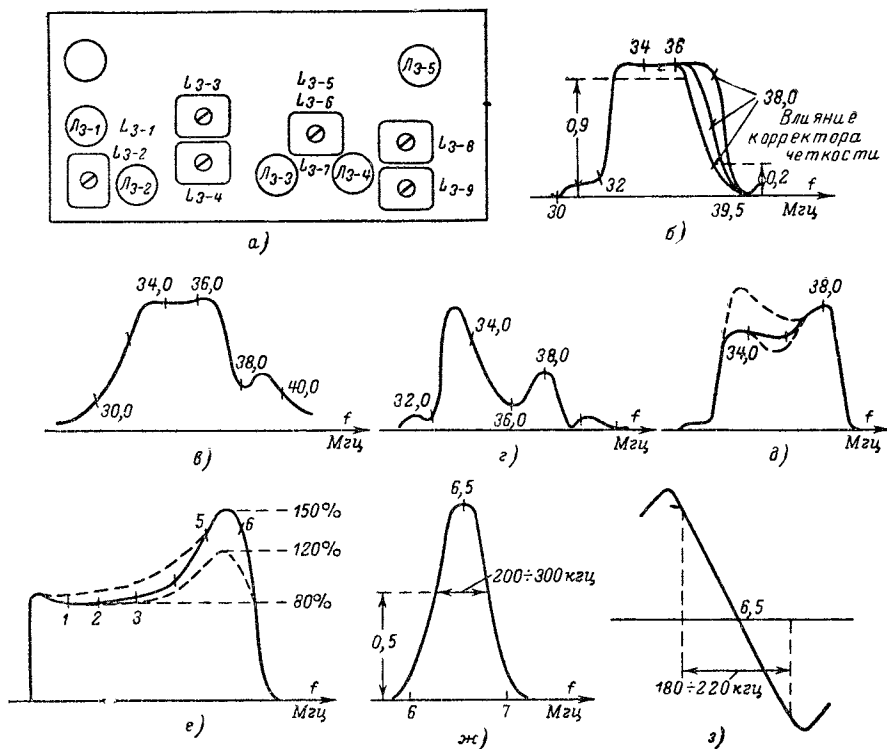 L3-3
L3-5
L3-6
Л3-5
Л3-1
L3-1
L3-2
Л3-2
L3-4
Л3-3
L3-7
Л3-4
L3-8
L3-9
а)
34 36
38,0
Влияние
корректора
четкости
0,9
0,2
30
32
39,5
f
Мгц
б)
34,0 36,0
38,0
40,0
30,0
f
Мгц
в)
34,0
38,0
32,0
36,0
f
Мгц
г)
38,0
34,0
f
Мгц
д)
150%
5 6
120%
80%
1 2 3
f
Мгц
е)
6,5
200÷300кгц
0,5
6 7
f
Мгц
ж)
6,5
180÷220кгц
з)